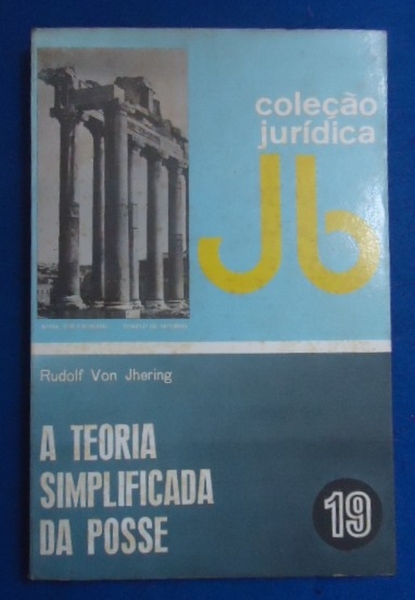 coleção
jurídica
Jb
Rudolf Von Jhering
A TEORIA
SIMPLIFICADA
DA POSSE
19